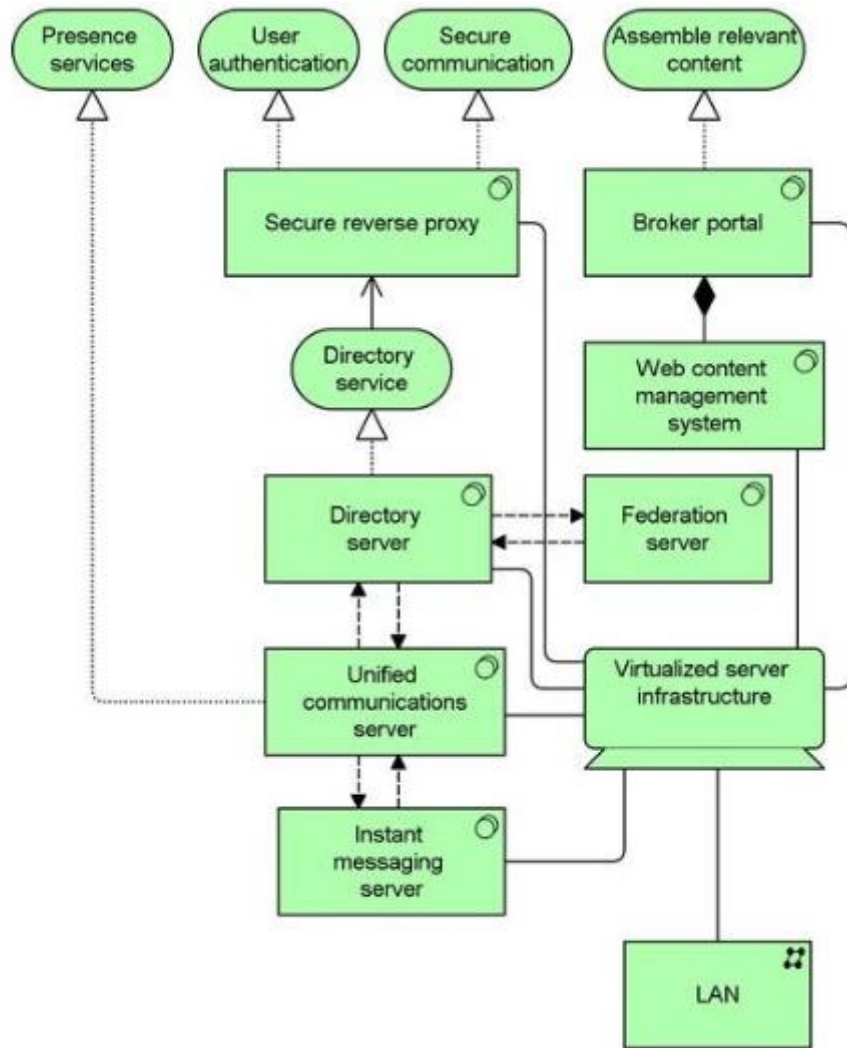 Presence
services
User
authentication
Secure
communication
Assemble relevant
content
Secure reverse proxy
Broker portal
Directory
service
Web content
management
system
Directory
server
Federation
server
Unified
communications
server
Virtualized server
infrastructure
Instant
messaging
server
LAN